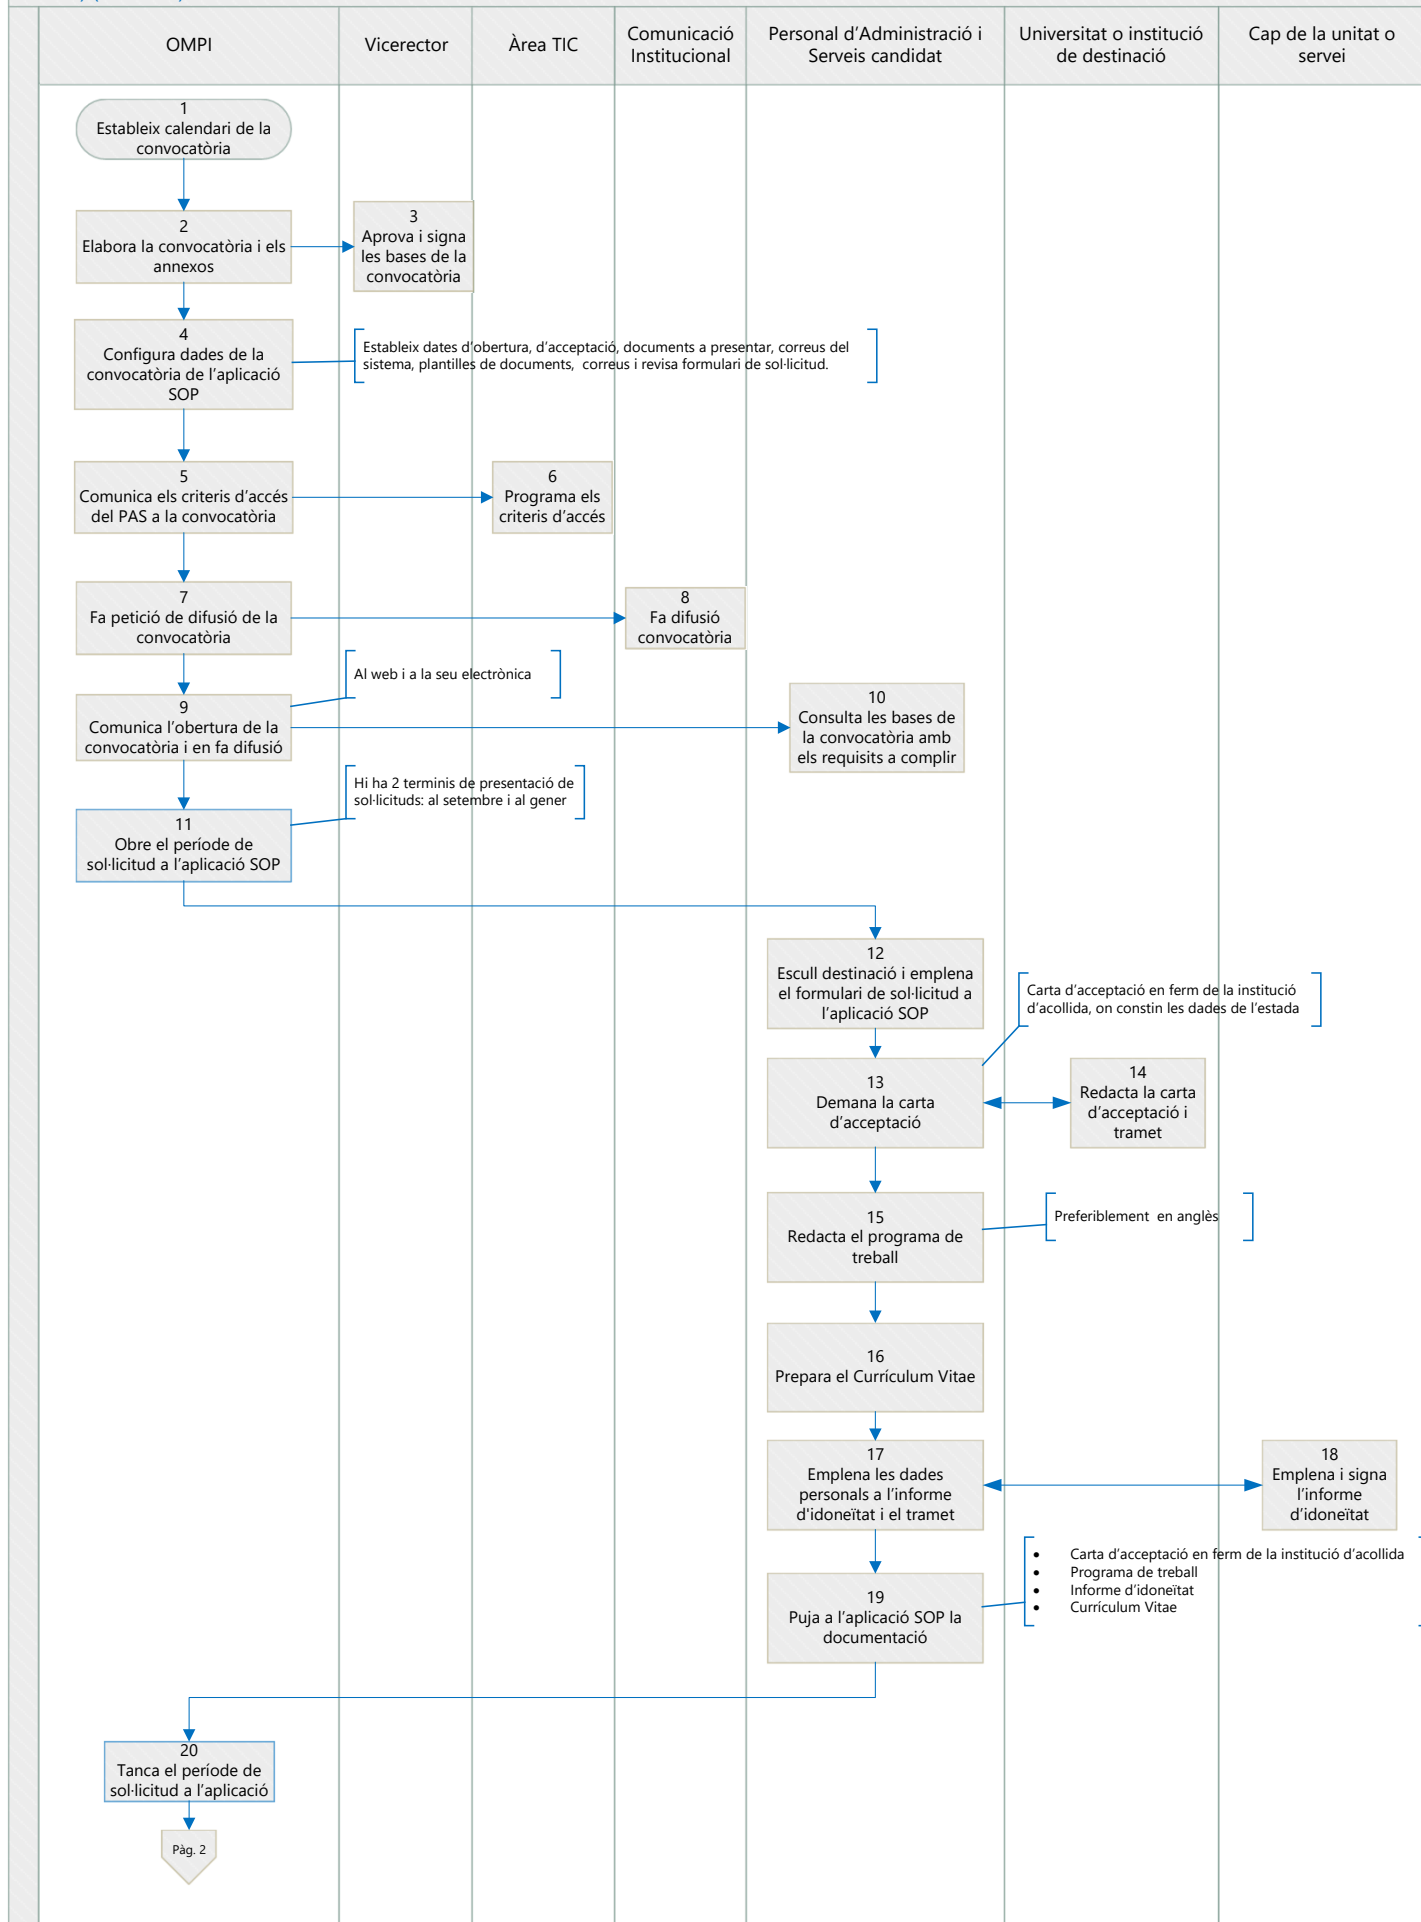 OMPI
Vicerector
Àrea TIC
Comunicació
Institucional
Personal d’Administració i
Serveis candidat
Universitat o institució
de destinació
Cap de la unitat o
servei
1
Estableix calendari de la
convocatòria
2
Elabora la convocatòria i els
annexos
3
Aprova i signa
les bases de la
convocatòria
4
Configura dades de la
convocatòria de l’aplicació
SOP
Estableix dates d’obertura, d’acceptació, documents a presentar, correus del
sistema, plantilles de documents, correus i revisa formulari de sol·licitud.
5
Comunica els criteris d’accés
del PAS a la convocatòria
6
Programa els
criteris d’accés
7
Fa petició de difusió de la
convocatòria
8
Fa difusió
convocatòria
Al web i a la seu electrònica
9
Comunica l’obertura de la
convocatòria i en fa difusió
10
Consulta les bases de
la convocatòria amb
els requisits a complir
Hi ha 2 terminis de presentació de
sol·licituds: al setembre i al gener
11
Obre el període de
sol·licitud a l’aplicació SOP
12
Escull destinació i emplena
el formulari de sol·licitud a
l’aplicació SOP
Carta d’acceptació en ferm de la institució
d’acollida, on constin les dades de l’estada
13
Demana la carta
d’acceptació
14
Redacta la carta
d’acceptació i
tramet
15
Redacta el programa de
treball
Preferiblement en anglès
16
Prepara el Currículum Vitae
17
Emplena les dades
personals a l’informe
d'idoneïtat i el tramet
18
Emplena i signa
l’informe
d’idoneïtat
• Carta d’acceptació en ferm de la institució d’acollida
• Programa de treball
• Informe d’idoneïtat
• Currículum Vitae
19
Puja a l’aplicació SOP la
documentació
20
Tanca el període de
sol·licitud a l’aplicació
Pàg. 2